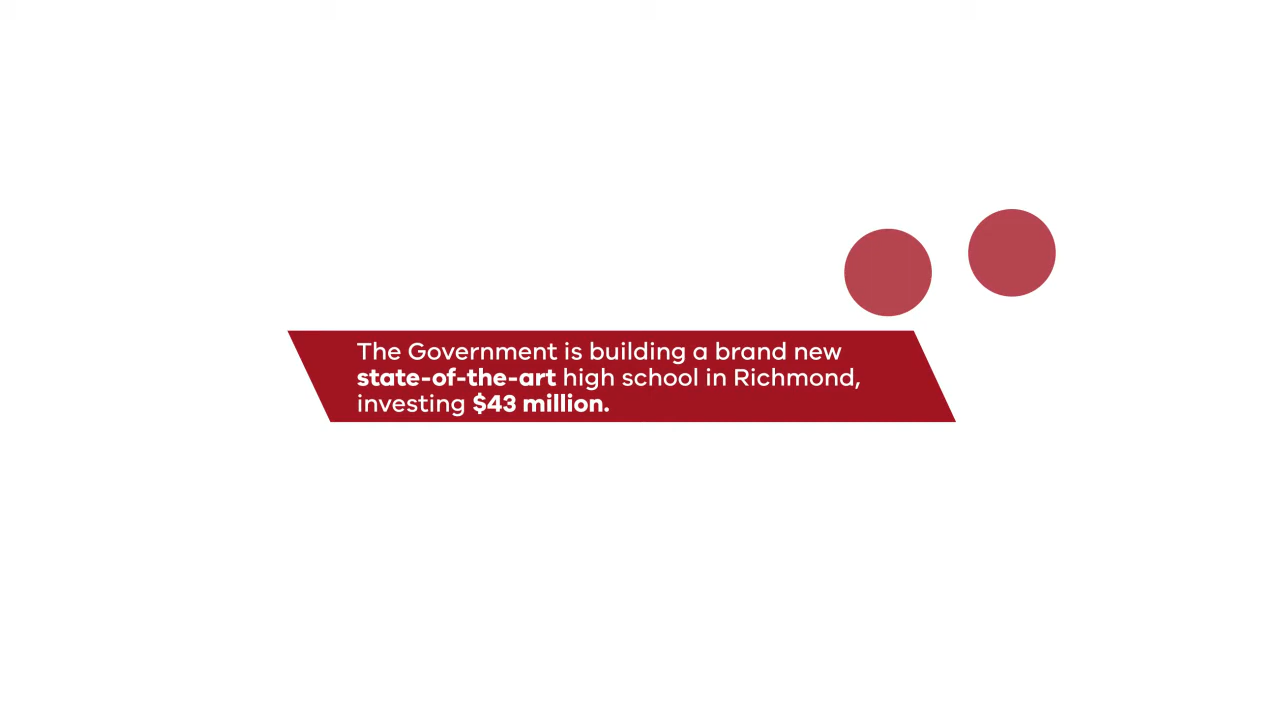 The Government is building a brand new
state-of-the-art high school in Richmond,
investing $43 million.